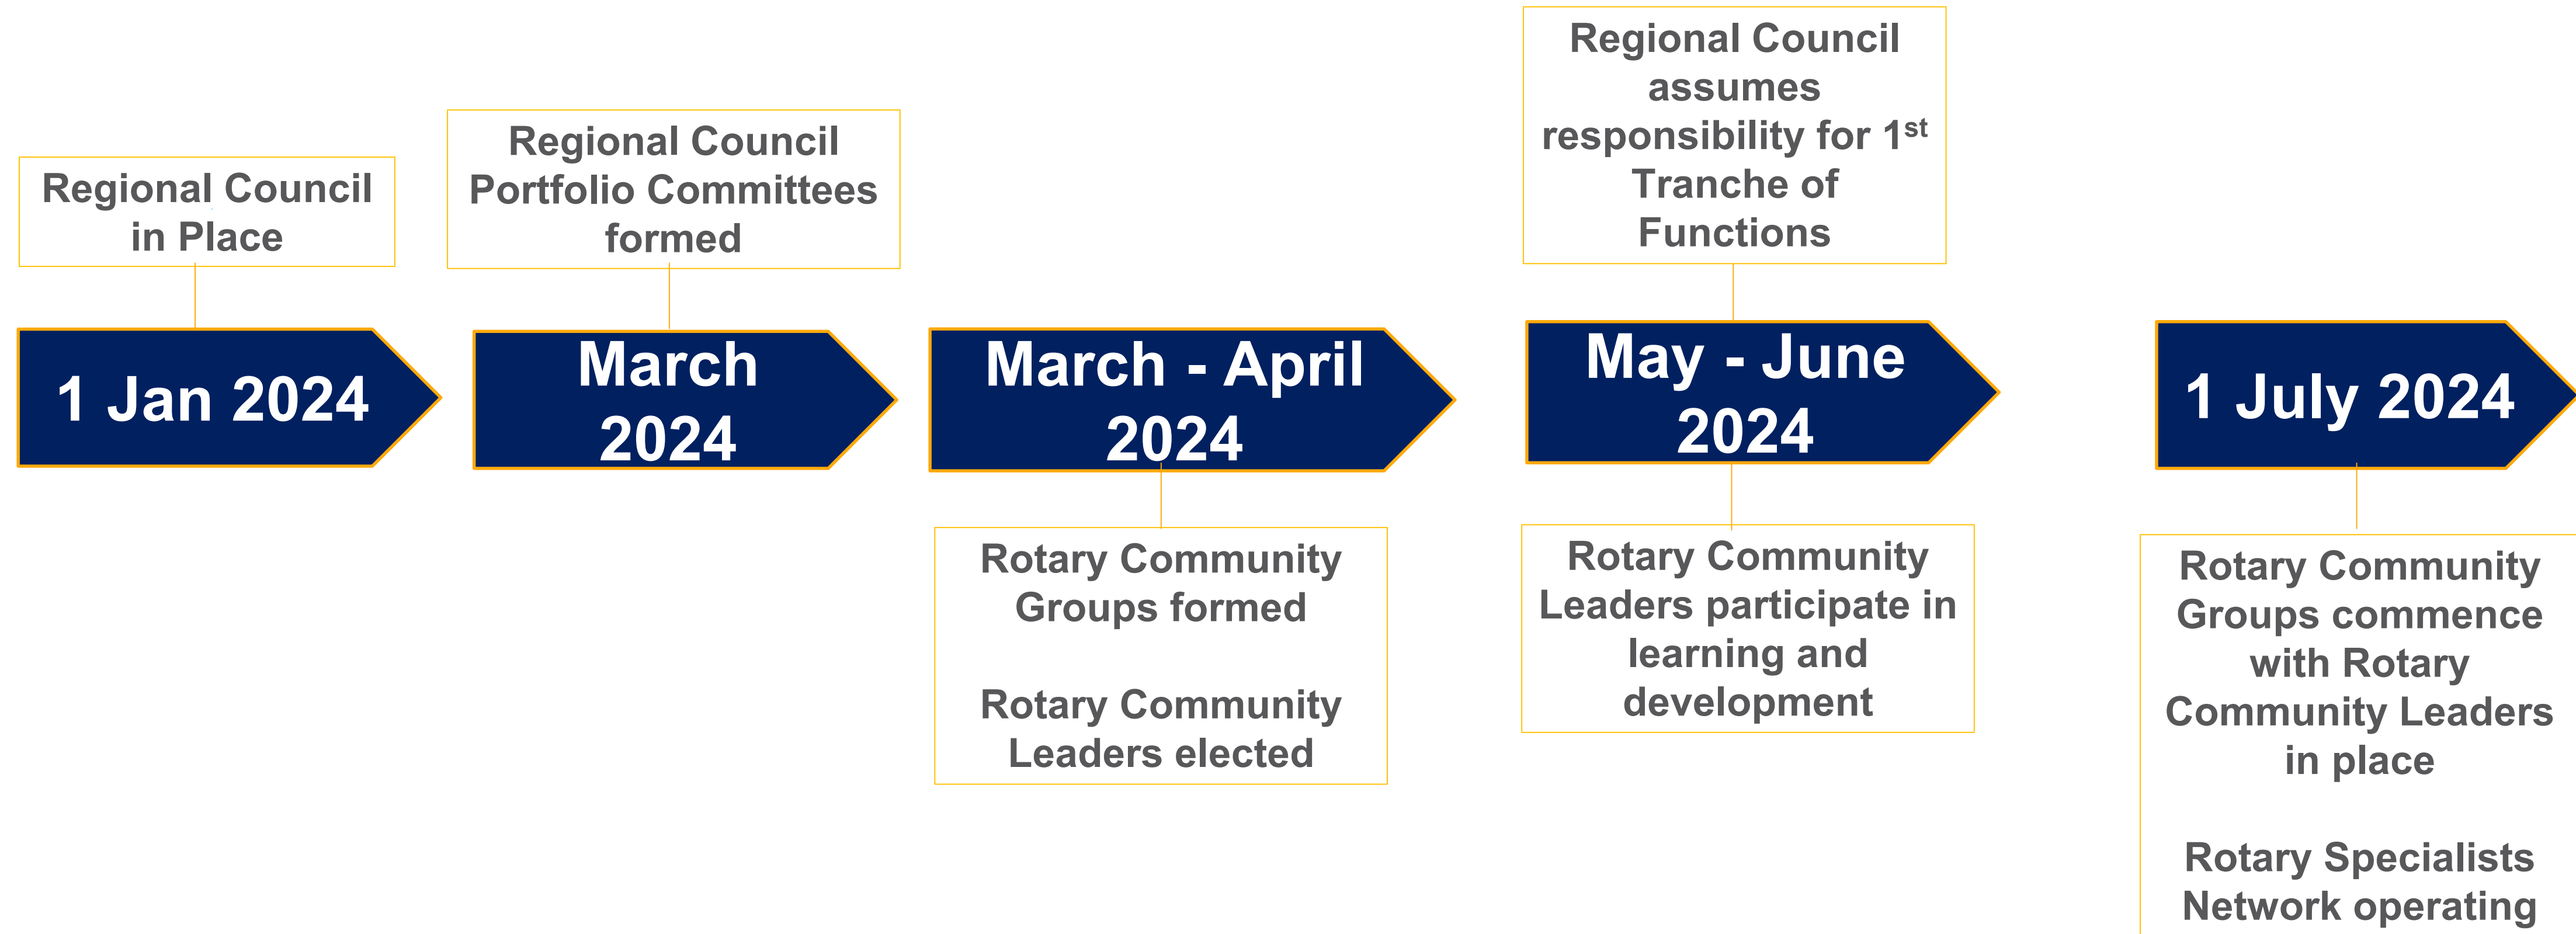 Regional Council
in Place
1 Jan 2024
Regional Council
Portfolio Committees
formed
March
2024
March - April
2024
Rotary Community
Groups formed
Rotary Community
Leaders elected
Regional Council
assumes
responsibility for 1st
Tranche of
Functions
May - June
2024
Rotary Community
Leaders participate in
learning and
development
1 July 2024
Rotary Community
Groups commence
with Rotary
Community Leaders
in place
Rotary Specialists
Network operating